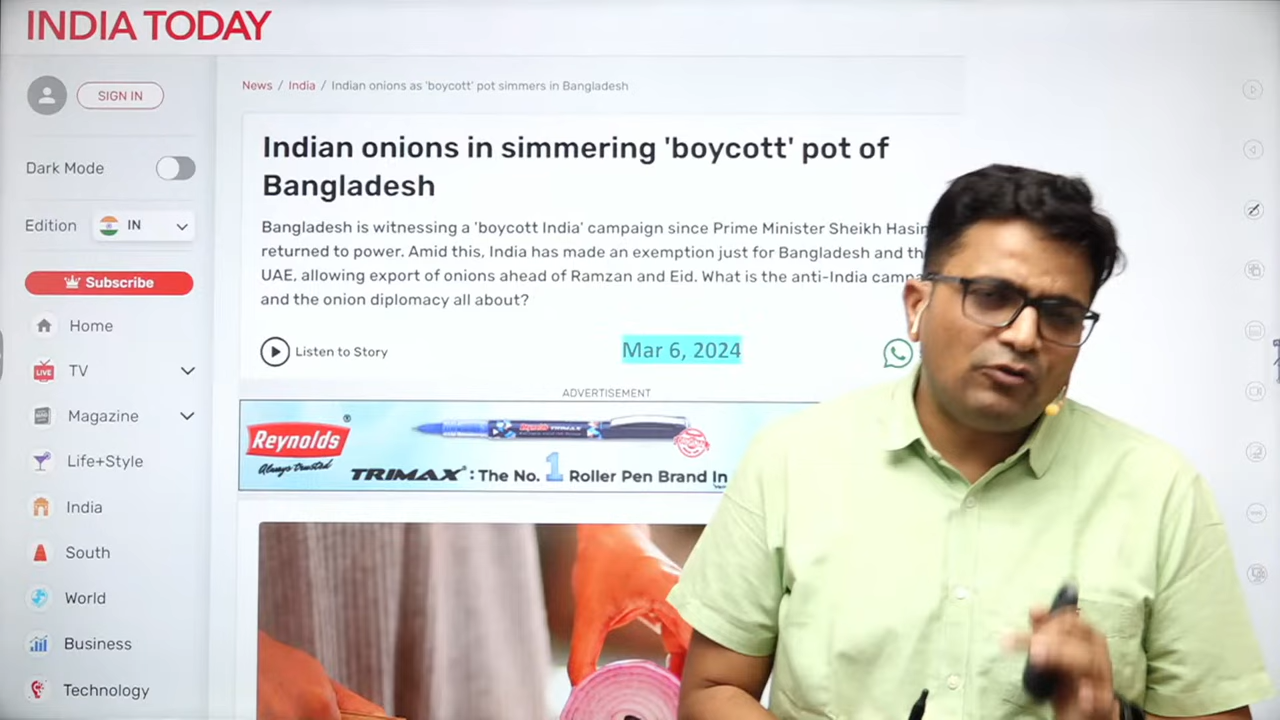 INDIA TODAY
SIGN IN
Dark Mode
Edition IN
Subscribe
Home
LIVE
TV
Magazine
Life+Style
India
South
World
Business
Technology
News / India / Indian onions as 'boycott' pot simmers in Bangladesh
Indian onions in simmering 'boycott' pot of
Bangladesh
Bangladesh is witnessing a 'boycott India' campaign since Prime Minister Sheikh Hasin
returned to power. Amid this, India has made an exemption just for Bangladesh and th
UAE, allowing export of onions ahead of Ramzan and Eid. What is the anti-India campa
and the onion diplomacy all about?
Listen to Story
Mar 6, 2024
ADVERTISEMENT
Reynolds®
Always trusted
TRIMAX® : The No. 1 Roller Pen Brand In